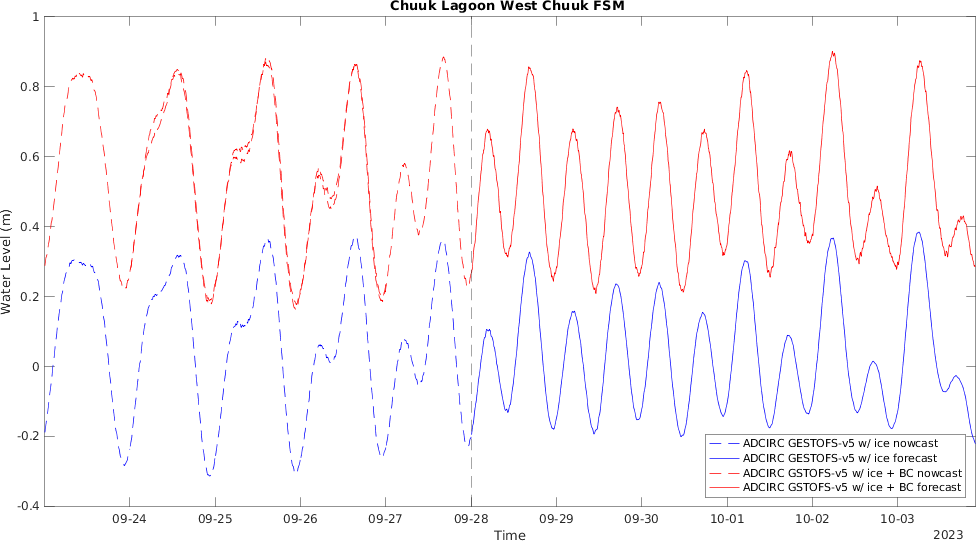 Chuuk Lagoon West Chuuk FSM
1
0.8
0.6
0.4
0.2
0
-0.2
-0.4
Water Level (m)
09-24 09-25 09-26 09-27 09-28 09-29 09-30 10-01 10-02 10-03
Time
2023
ADCIRC GESTOFS-v5 w/ ice nowcast
ADCIRC GESTOFS-v5 w/ ice forecast
ADCIRC GSTOFS-v5 w/ ice + BC nowcast
ADCIRC GSTOFS-v5 w/ ice + BC forecast